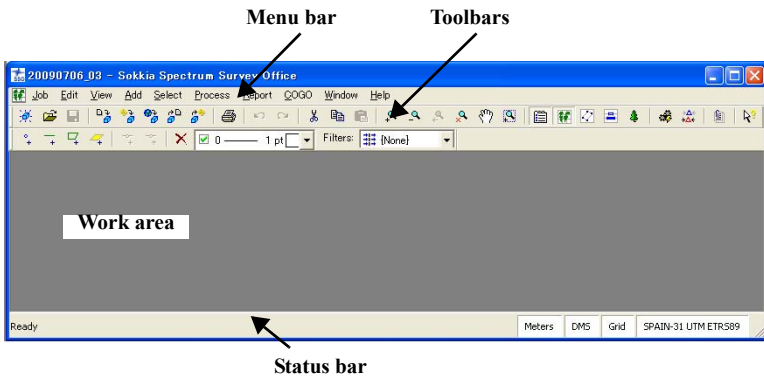 Menu bar Toolbars
20090706_03 - Sokkia Spectrum Survey Office
Job Edit View Add Select Process Report COGO Window Help
0 1 pt Filters: {None}
Work area
Ready Meters DMS Grid SPAIN-31 UTM ETRS89
Status bar